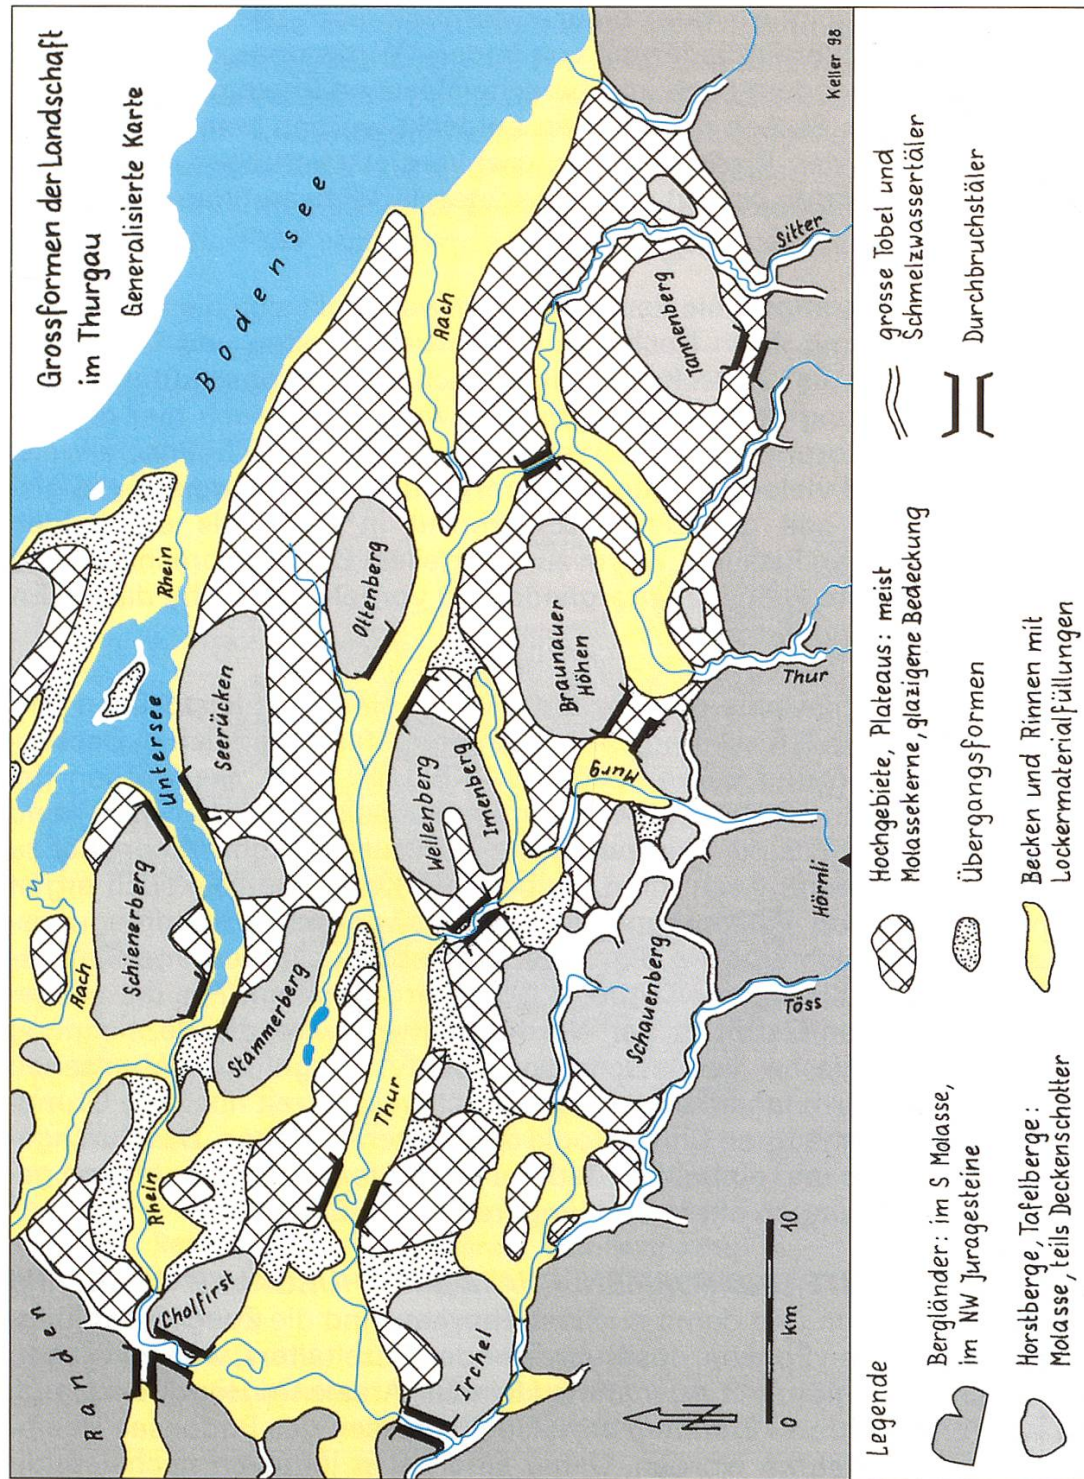 Grossformen der Landschaft
im Thurgau
Generalisierte Karte
Bodensee
Randen
Rhein
Untersee
Rhein
Aach
Schienerberg
Seerücken
Cholfirst
Stammerberg
Ottenberg
Aach
Thur
Wellenberg
Imenberg
Braunauer
Höhen
Tannenberg
Irchel
Murg
Schauenberg
Sitter
Thur
Töss
Hörnli
N
0
km
10
Keller 98
Legende
Bergländer: im S Molasse,
im NW Juragesteine
Horstberge, Tafelberge:
Molasse, teils Deckenschotter
Hochgebiete, Plateaus: meist
Molassekerne, glazigene Bedeckung
Übergangsformen
Becken und Rinnen mit
Lockermaterialfüllungen
grosse Tobel und
Schmelzwassertäler
Durchbruchstäler